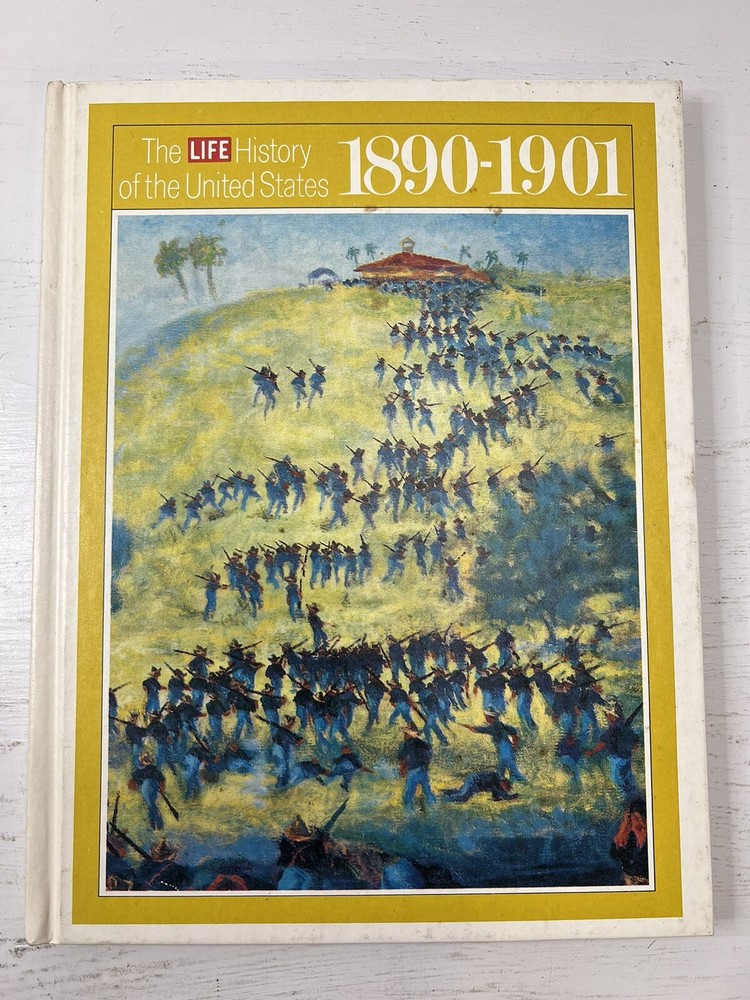 The LIFE History
of the United States
1890-1901